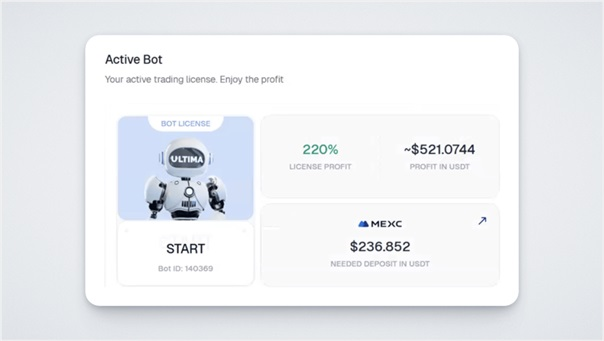 Active Bot
Your active trading license. Enjoy the profit
BOT LICENSE
ULTIMA
START
Bot ID: 140369
220%
LICENSE PROFIT
~$521.0744
PROFIT IN USDT
MEXC
$236.852
NEEDED DEPOSIT IN USDT